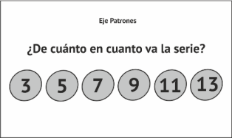 Eje Patrones
¿De cuánto en cuanto va la serie?
3 5 7 9 11 13